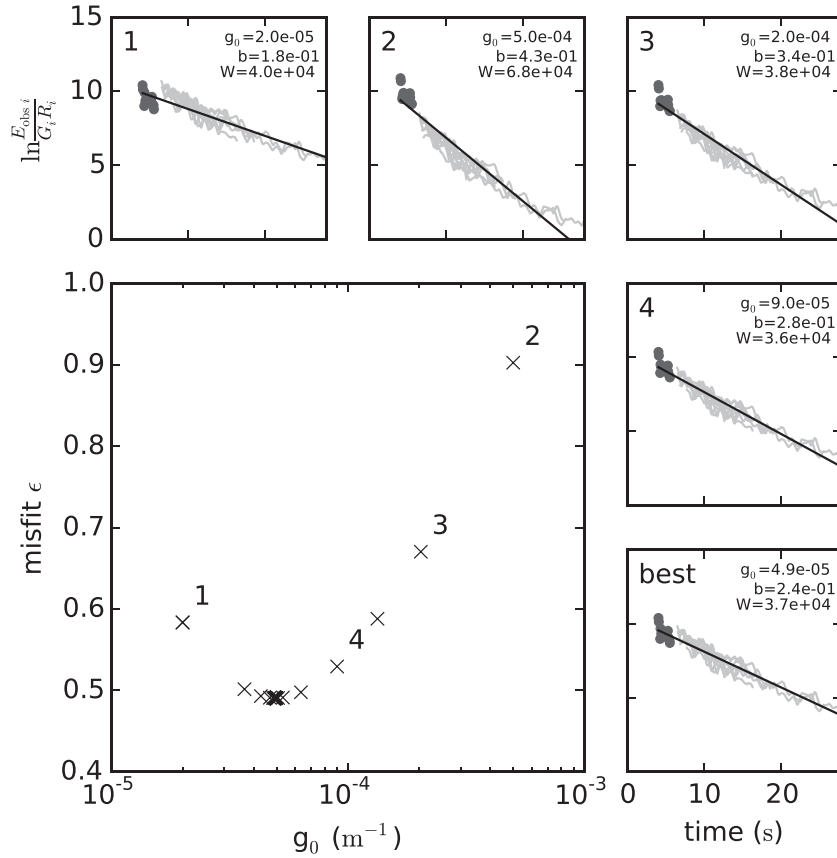 15
10
5
0
ln E_obs i / G_i R_i
1
g₀=2.0e-05
b=1.8e-01
W=4.0e+04
2
g₀=5.0e-04
b=4.3e-01
W=6.8e+04
3
g₀=2.0e-04
b=3.4e-01
W=3.8e+04
1.0
0.9
0.8
0.7
0.6
0.5
0.4
misfit ϵ
1
2
3
4
10⁻⁵
10⁻⁴
10⁻³
g₀ (m⁻¹)
4
g₀=9.0e-05
b=2.8e-01
W=3.6e+04
best
g₀=4.9e-05
b=2.4e-01
W=3.7e+04
0
10
20
time (s)